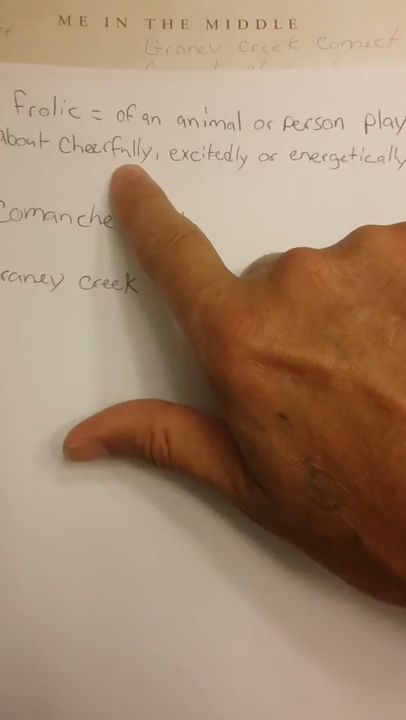 ME IN THE MIDDLE
Graney Creek Comect
Frolic = of an animal or person play
about Cheerfully, excitedly or energetically
Comanche
raney creek